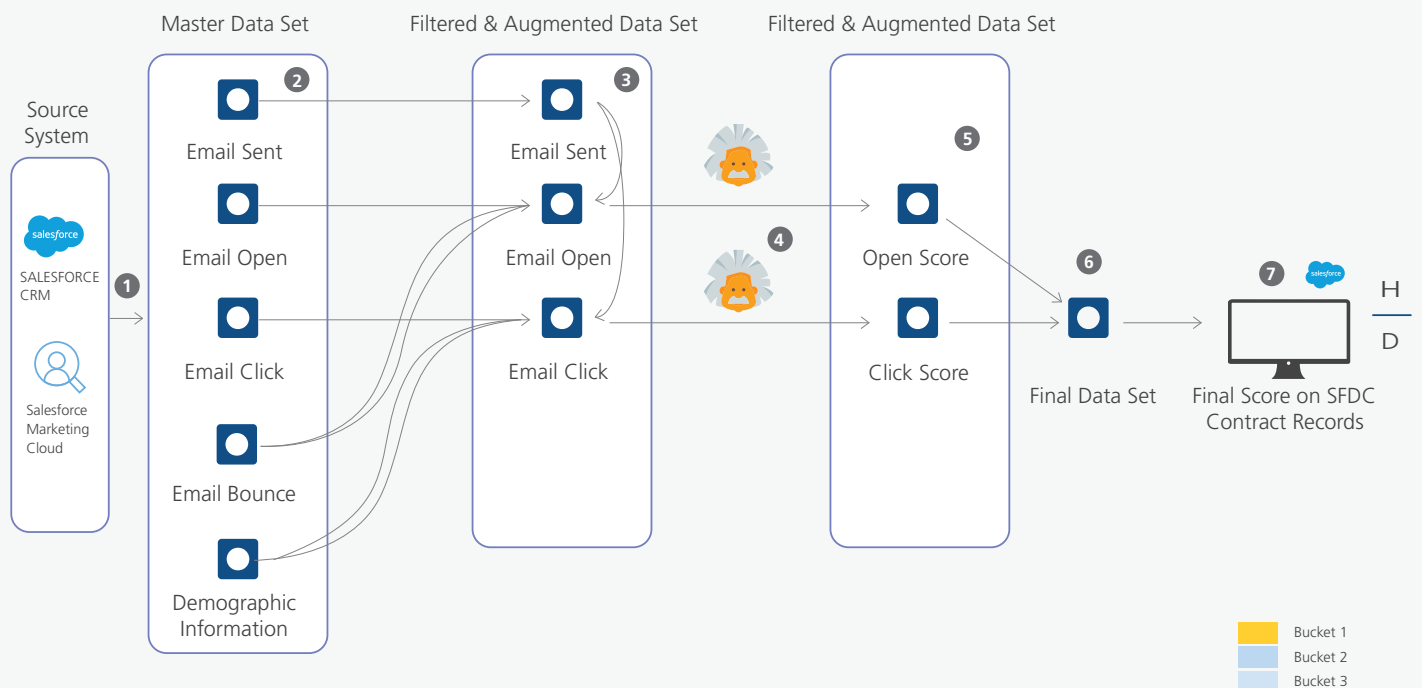 Master Data Set
Filtered & Augmented Data Set
Filtered & Augmented Data Set
Source
System
salesforce
SALESFORCE
CRM
Salesforce
Marketing
Cloud
1
2
Email Sent
Email Open
Email Click
Email Bounce
Demographic
Information
3
Email Sent
Email Open
Email Click
4
5
Open Score
Click Score
6
Final Data Set
7
salesforce
H
D
Final Score on SFDC
Contract Records
Bucket 1
Bucket 2
Bucket 3